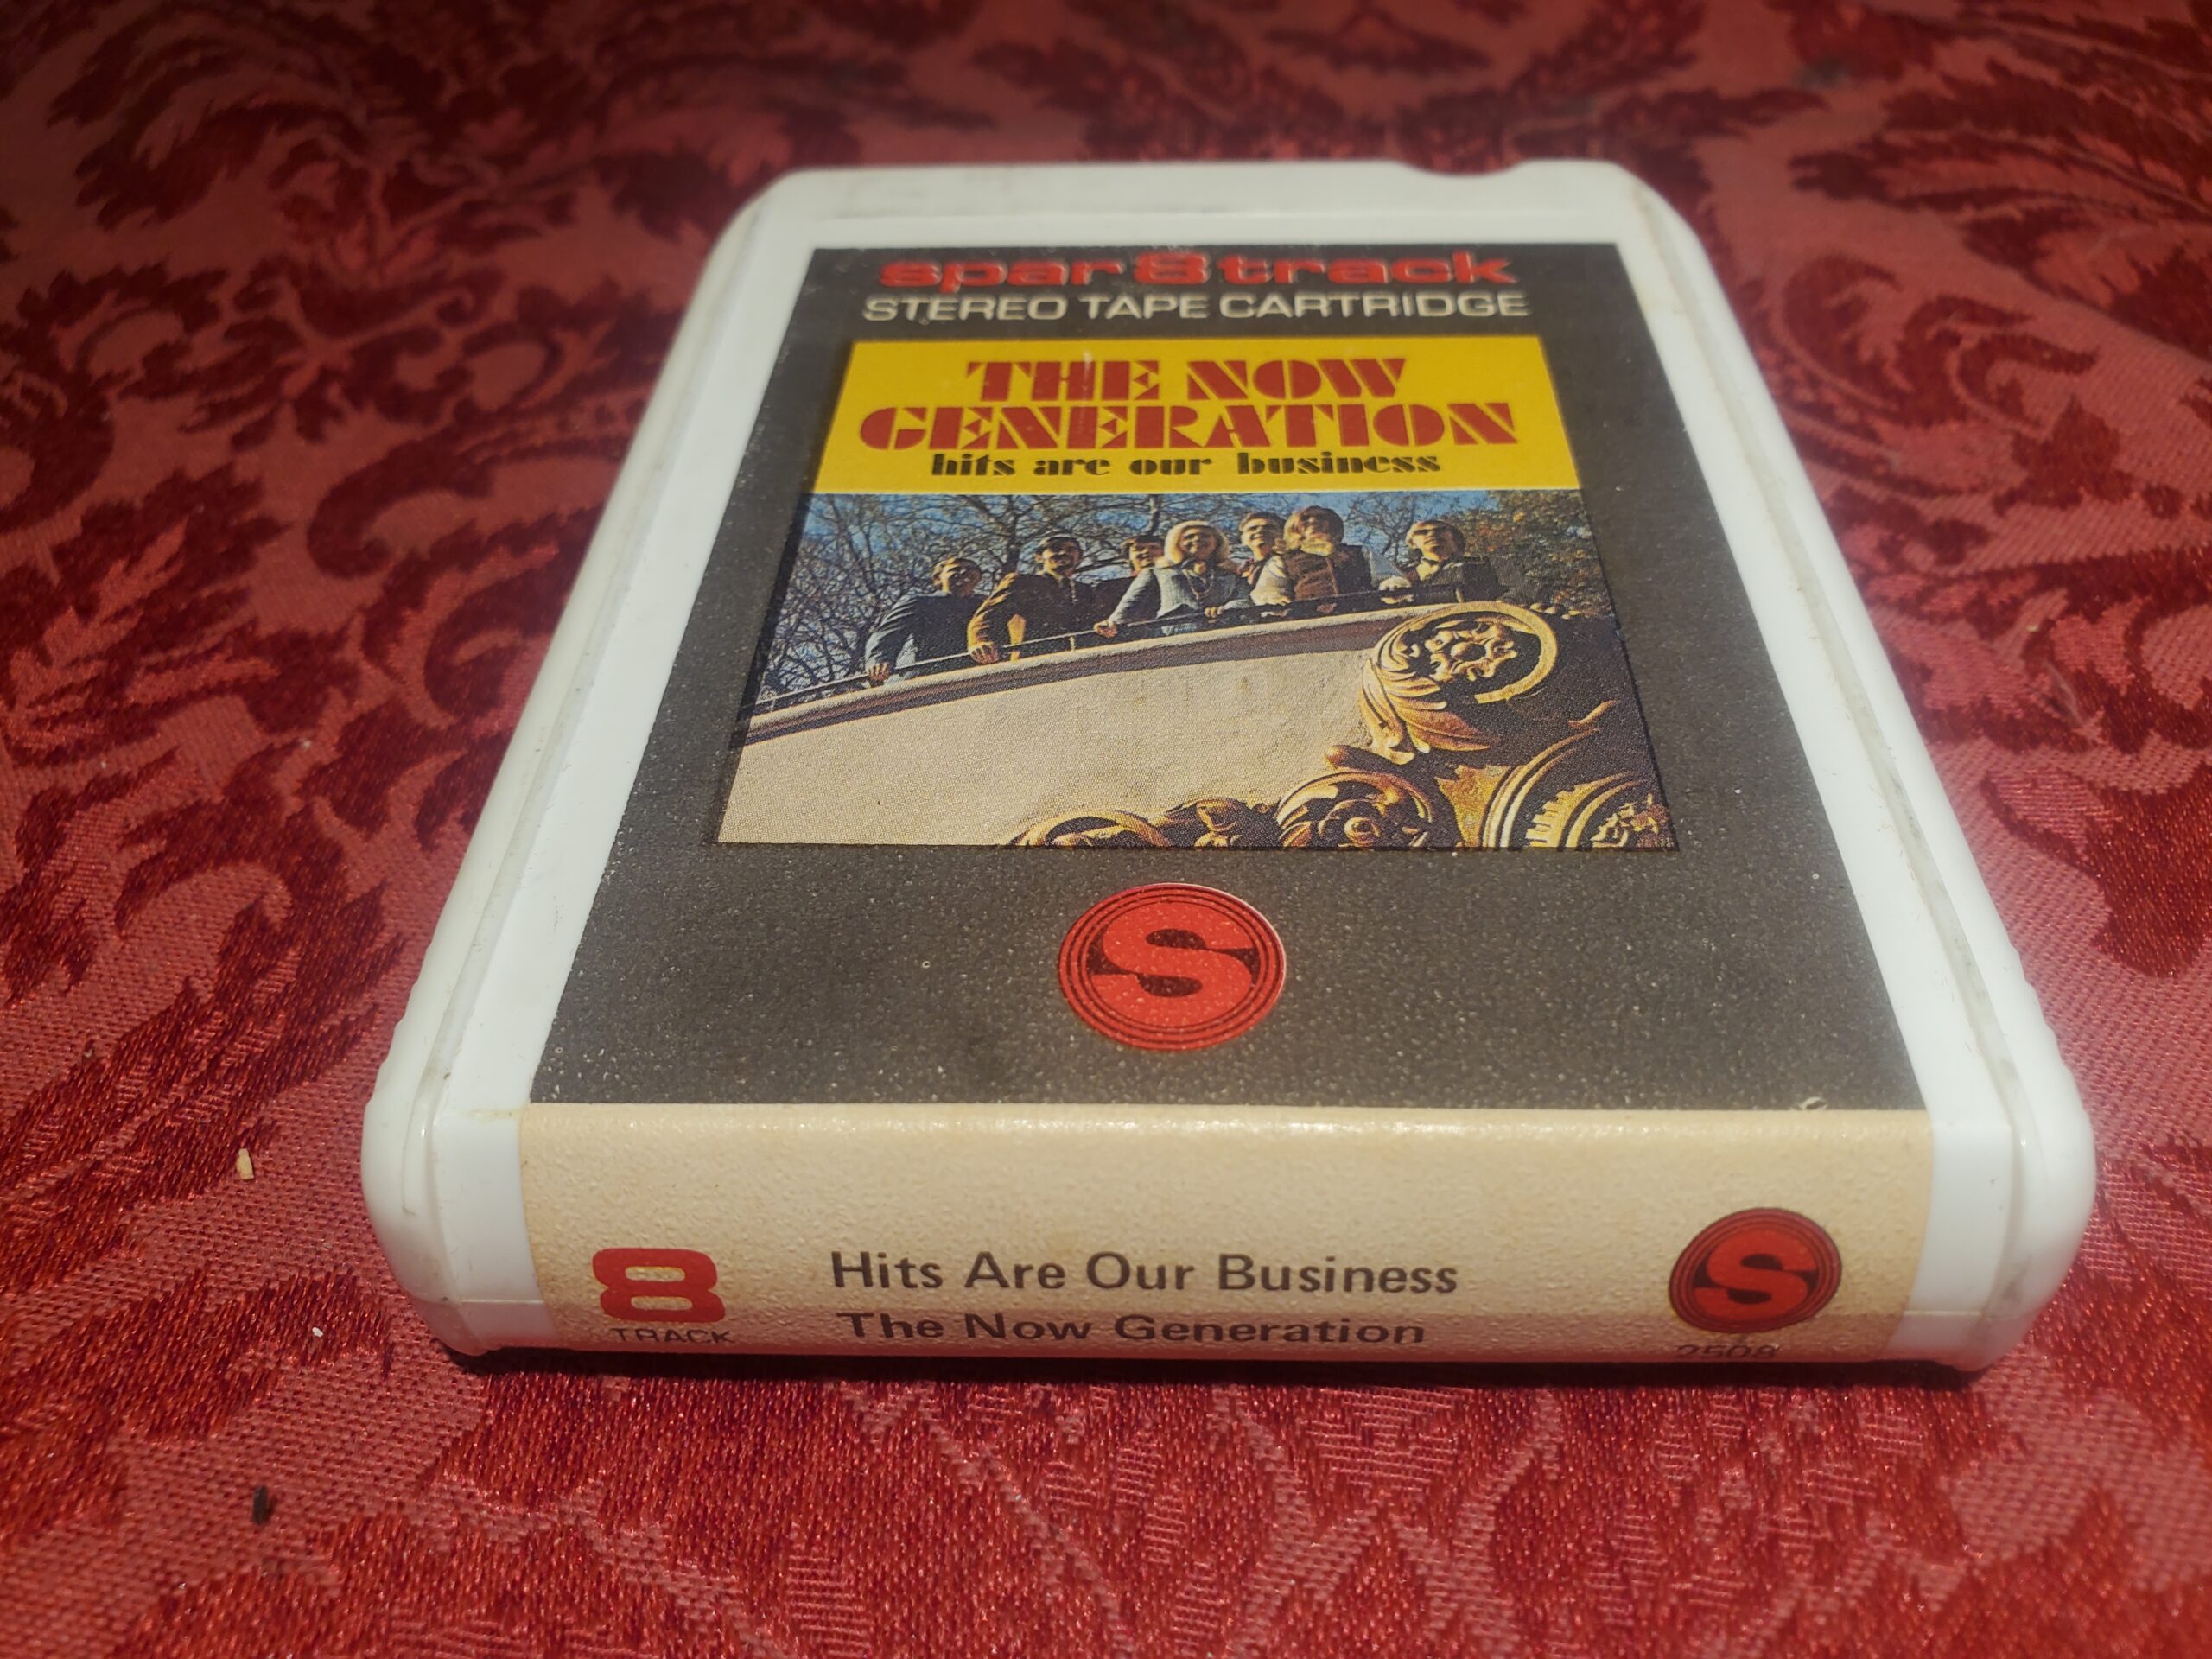 spar 8 track
STEREO TAPE CARTRIDGE
THE NOW
GENERATION
hits are our business
S
8
TRACK
Hits Are Our Business
The Now Generation
S